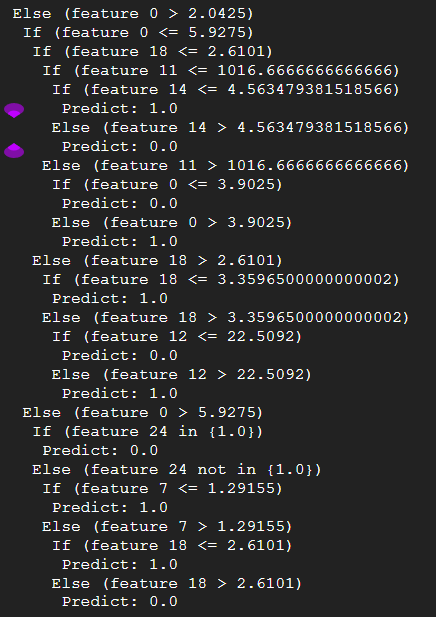 Else (feature 0 > 2.0425)
If (feature 0 <= 5.9275)
If (feature 18 <= 2.6101)
If (feature 11 <= 1016.6666666666666)
If (feature 14 <= 4.563479381518566)
Predict: 1.0
Else (feature 14 > 4.563479381518566)
Predict: 0.0
Else (feature 11 > 1016.6666666666666)
If (feature 0 <= 3.9025)
Predict: 0.0
Else (feature 0 > 3.9025)
Predict: 1.0
Else (feature 18 > 2.6101)
If (feature 18 <= 3.3596500000000002)
Predict: 1.0
Else (feature 18 > 3.3596500000000002)
If (feature 12 <= 22.5092)
Predict: 0.0
Else (feature 12 > 22.5092)
Predict: 1.0
Else (feature 0 > 5.9275)
If (feature 24 in {1.0})
Predict: 0.0
Else (feature 24 not in {1.0})
If (feature 7 <= 1.29155)
Predict: 1.0
Else (feature 7 > 1.29155)
If (feature 18 <= 2.6101)
Predict: 1.0
Else (feature 18 > 2.6101)
Predict: 0.0